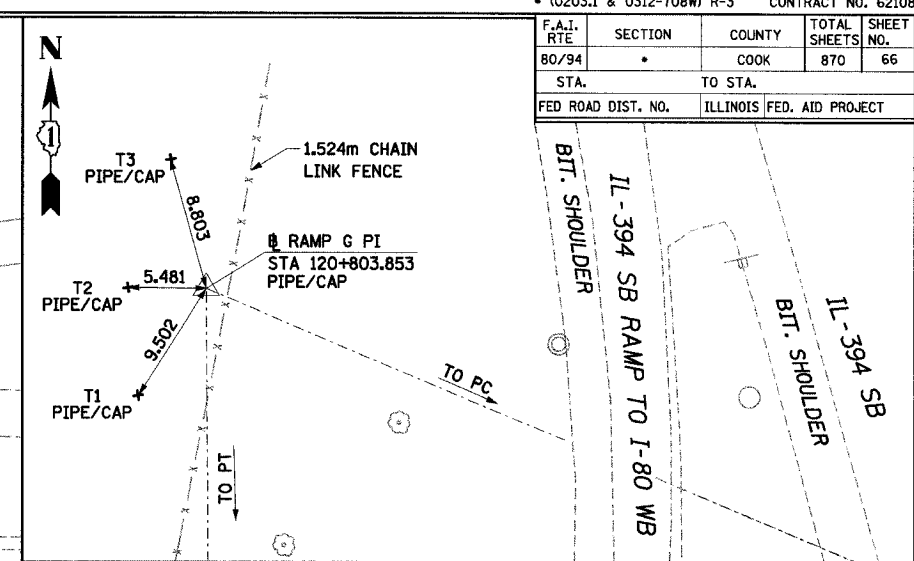 * (0203.1 & 0312-708W) R-3 CONTRACT NO. 62108
F.A.I. RTE SECTION COUNTY TOTAL SHEETS SHEET NO.
80/94 * COOK 870 66
STA. TO STA.
FED ROAD DIST. NO. ILLINOIS FED. AID PROJECT
N
1
T3
PIPE/CAP
8.803
1.524m CHAIN
LINK FENCE
BL RAMP G PI
STA 120+803.853
PIPE/CAP
T2
PIPE/CAP
5.481
9.502
T1
PIPE/CAP
TO PC
TO PT
BIT. SHOULDER
IL-394 SB RAMP TO I-80 WB
BIT. SHOULDER
IL-394 SB